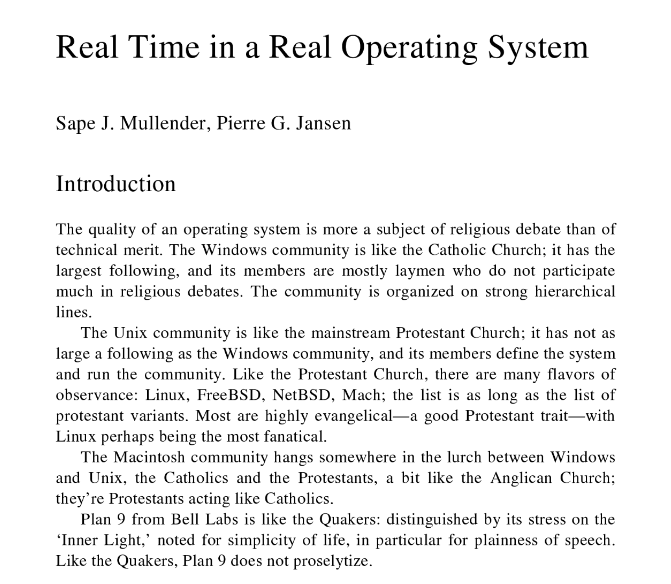 Real Time in a Real Operating System
Sape J. Mullender, Pierre G. Jansen
Introduction
The quality of an operating system is more a subject of religious debate than of
technical merit. The Windows community is like the Catholic Church; it has the
largest following, and its members are mostly laymen who do not participate
much in religious debates. The community is organized on strong hierarchical
lines.
The Unix community is like the mainstream Protestant Church; it has not as
large a following as the Windows community, and its members define the system
and run the community. Like the Protestant Church, there are many flavors of
observance: Linux, FreeBSD, NetBSD, Mach; the list is as long as the list of
protestant variants. Most are highly evangelical—a good Protestant trait—with
Linux perhaps being the most fanatical.
The Macintosh community hangs somewhere in the lurch between Windows
and Unix, the Catholics and the Protestants, a bit like the Anglican Church;
they're Protestants acting like Catholics.
Plan 9 from Bell Labs is like the Quakers: distinguished by its stress on the
‘Inner Light,’ noted for simplicity of life, in particular for plainness of speech.
Like the Quakers, Plan 9 does not proselytize.